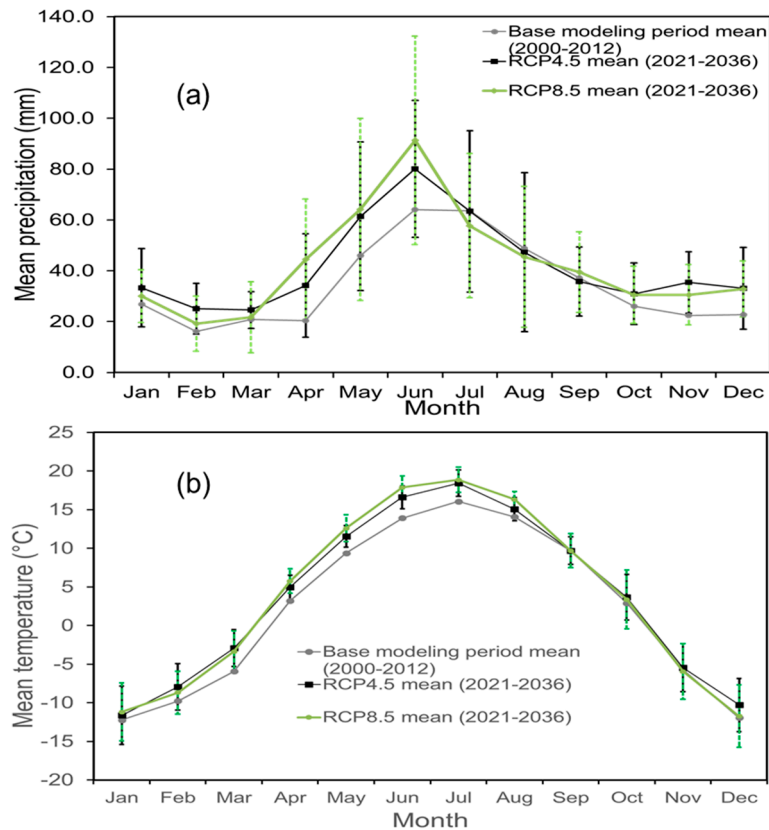 (a)
Base modeling period mean
(2000-2012)
RCP4.5 mean (2021-2036)
RCP8.5 mean (2021-2036)
Mean precipitation (mm)
140.0
120.0
100.0
80.0
60.0
40.0
20.0
0.0
Jan Feb Mar Apr May Jun Jul Aug Sep Oct Nov Dec
Month
(b)
Base modeling period mean
(2000-2012)
RCP4.5 mean (2021-2036)
RCP8.5 mean (2021-2036)
Mean temperature (°C)
25
20
15
10
5
0
-5
-10
-15
-20
Jan Feb Mar Apr May Jun Jul Aug Sep Oct Nov Dec
Month